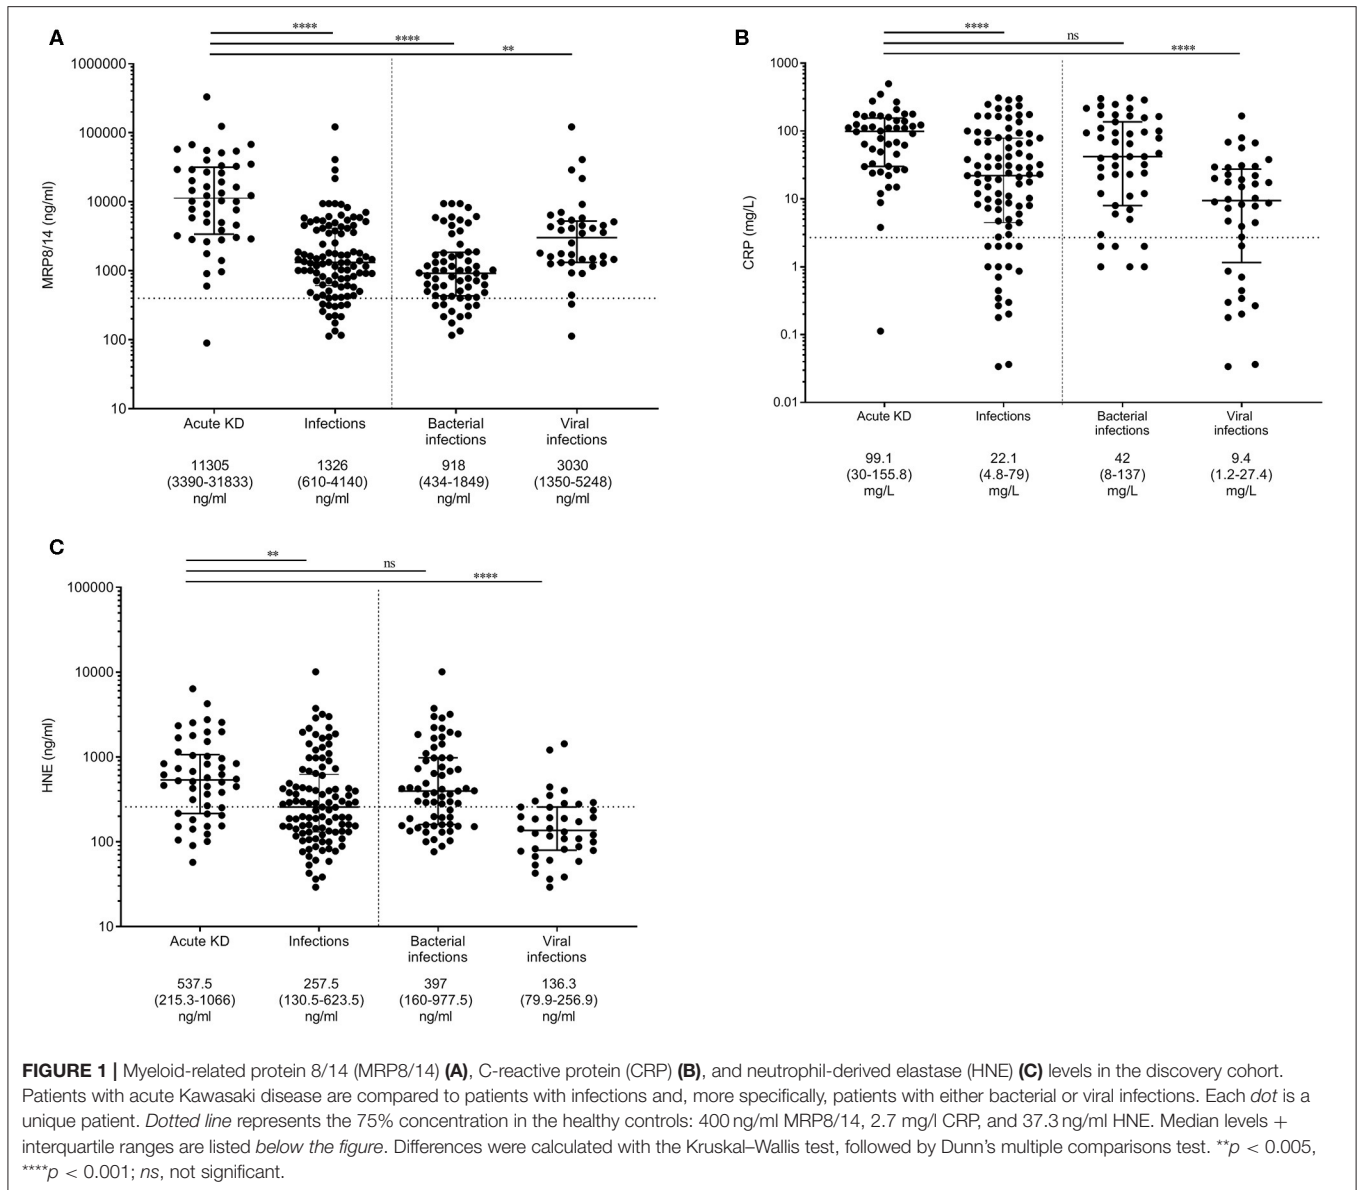 A
****
****
**
1000000
100000
10000
1000
100
10
MRP8/14 (ng/ml)
Acute KD
Infections
Bacterial
infections
Viral
infections
11305
(3390-31833)
ng/ml
1326
(610-4140)
ng/ml
918
(434-1849)
ng/ml
3030
(1350-5248)
ng/ml
B
****
ns
****
1000
100
10
1
0.1
0.01
CRP (mg/L)
Acute KD
Infections
Bacterial
infections
Viral
infections
99.1
(30-155.8)
mg/L
22.1
(4.8-79)
mg/L
42
(8-137)
mg/L
9.4
(1.2-27.4)
mg/L
C
**
ns
****
100000
10000
1000
100
10
HNE (ng/ml)
Acute KD
Infections
Bacterial
infections
Viral
infections
537.5
(215.3-1066)
ng/ml
257.5
(130.5-623.5)
ng/ml
397
(160-977.5)
ng/ml
136.3
(79.9-256.9)
ng/ml
FIGURE 1 | Myeloid-related protein 8/14 (MRP8/14) (A), C-reactive protein (CRP) (B), and neutrophil-derived elastase (HNE) (C) levels in the discovery cohort.
Patients with acute Kawasaki disease are compared to patients with infections and, more specifically, patients with either bacterial or viral infections. Each dot is a
unique patient. Dotted line represents the 75% concentration in the healthy controls: 400 ng/ml MRP8/14, 2.7 mg/l CRP, and 37.3 ng/ml HNE. Median levels +
interquartile ranges are listed below the figure. Differences were calculated with the Kruskal–Wallis test, followed by Dunn's multiple comparisons test. **p < 0.005,
****p < 0.001; ns, not significant.